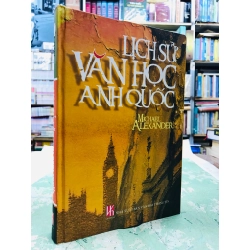 LỊCH SỬ
VĂN HỌC
ANH QUỐC
MICHAEL
ALEXANDER